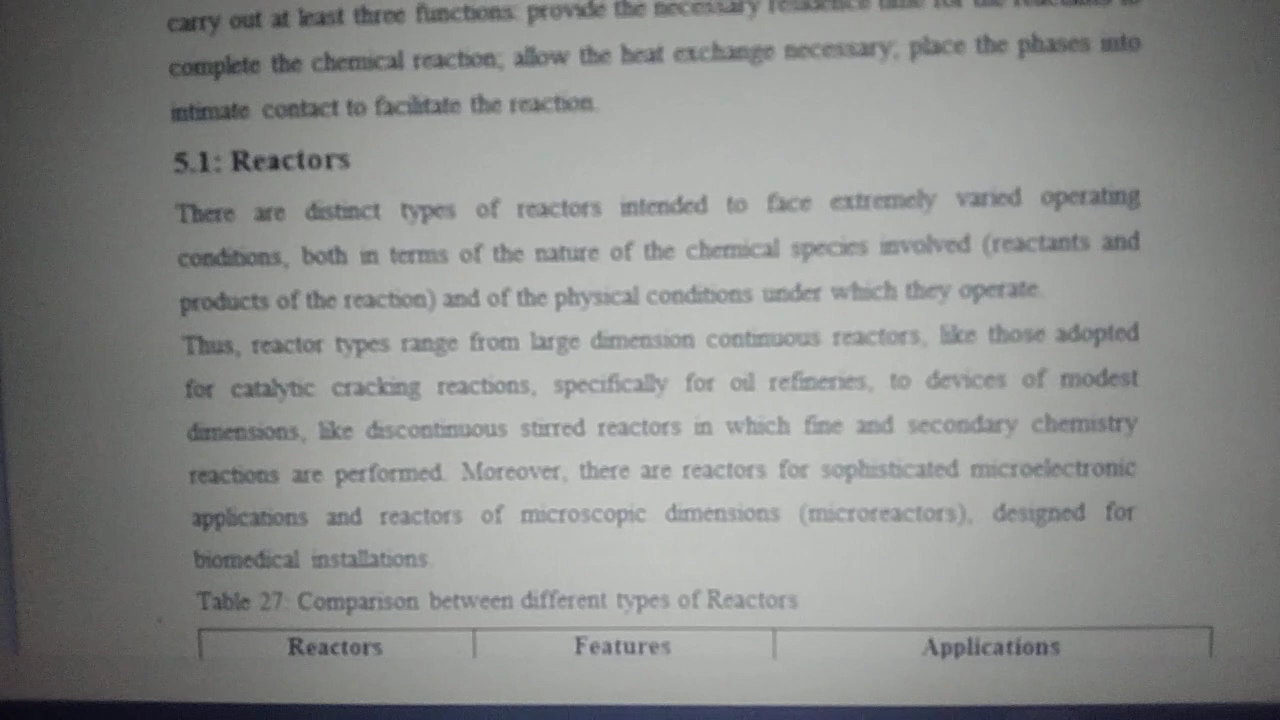 carry out at least three functions: provide the necessary residence time for the reactants to
complete the chemical reaction; allow the heat exchange necessary; place the phases into
intimate contact to facilitate the reaction.
5.1: Reactors
There are distinct types of reactors intended to face extremely varied operating
conditions, both in terms of the nature of the chemical species involved (reactants and
products of the reaction) and of the physical conditions under which they operate.
Thus, reactor types range from large dimension continuous reactors, like those adopted
for catalytic cracking reactions, specifically for oil refineries, to devices of modest
dimensions, like discontinuous stirred reactors in which fine and secondary chemistry
reactions are performed. Moreover, there are reactors for sophisticated microelectronic
applications and reactors of microscopic dimensions (microreactors), designed for
biomedical installations.
Table 27: Comparison between different types of Reactors
Reactors Features Applications